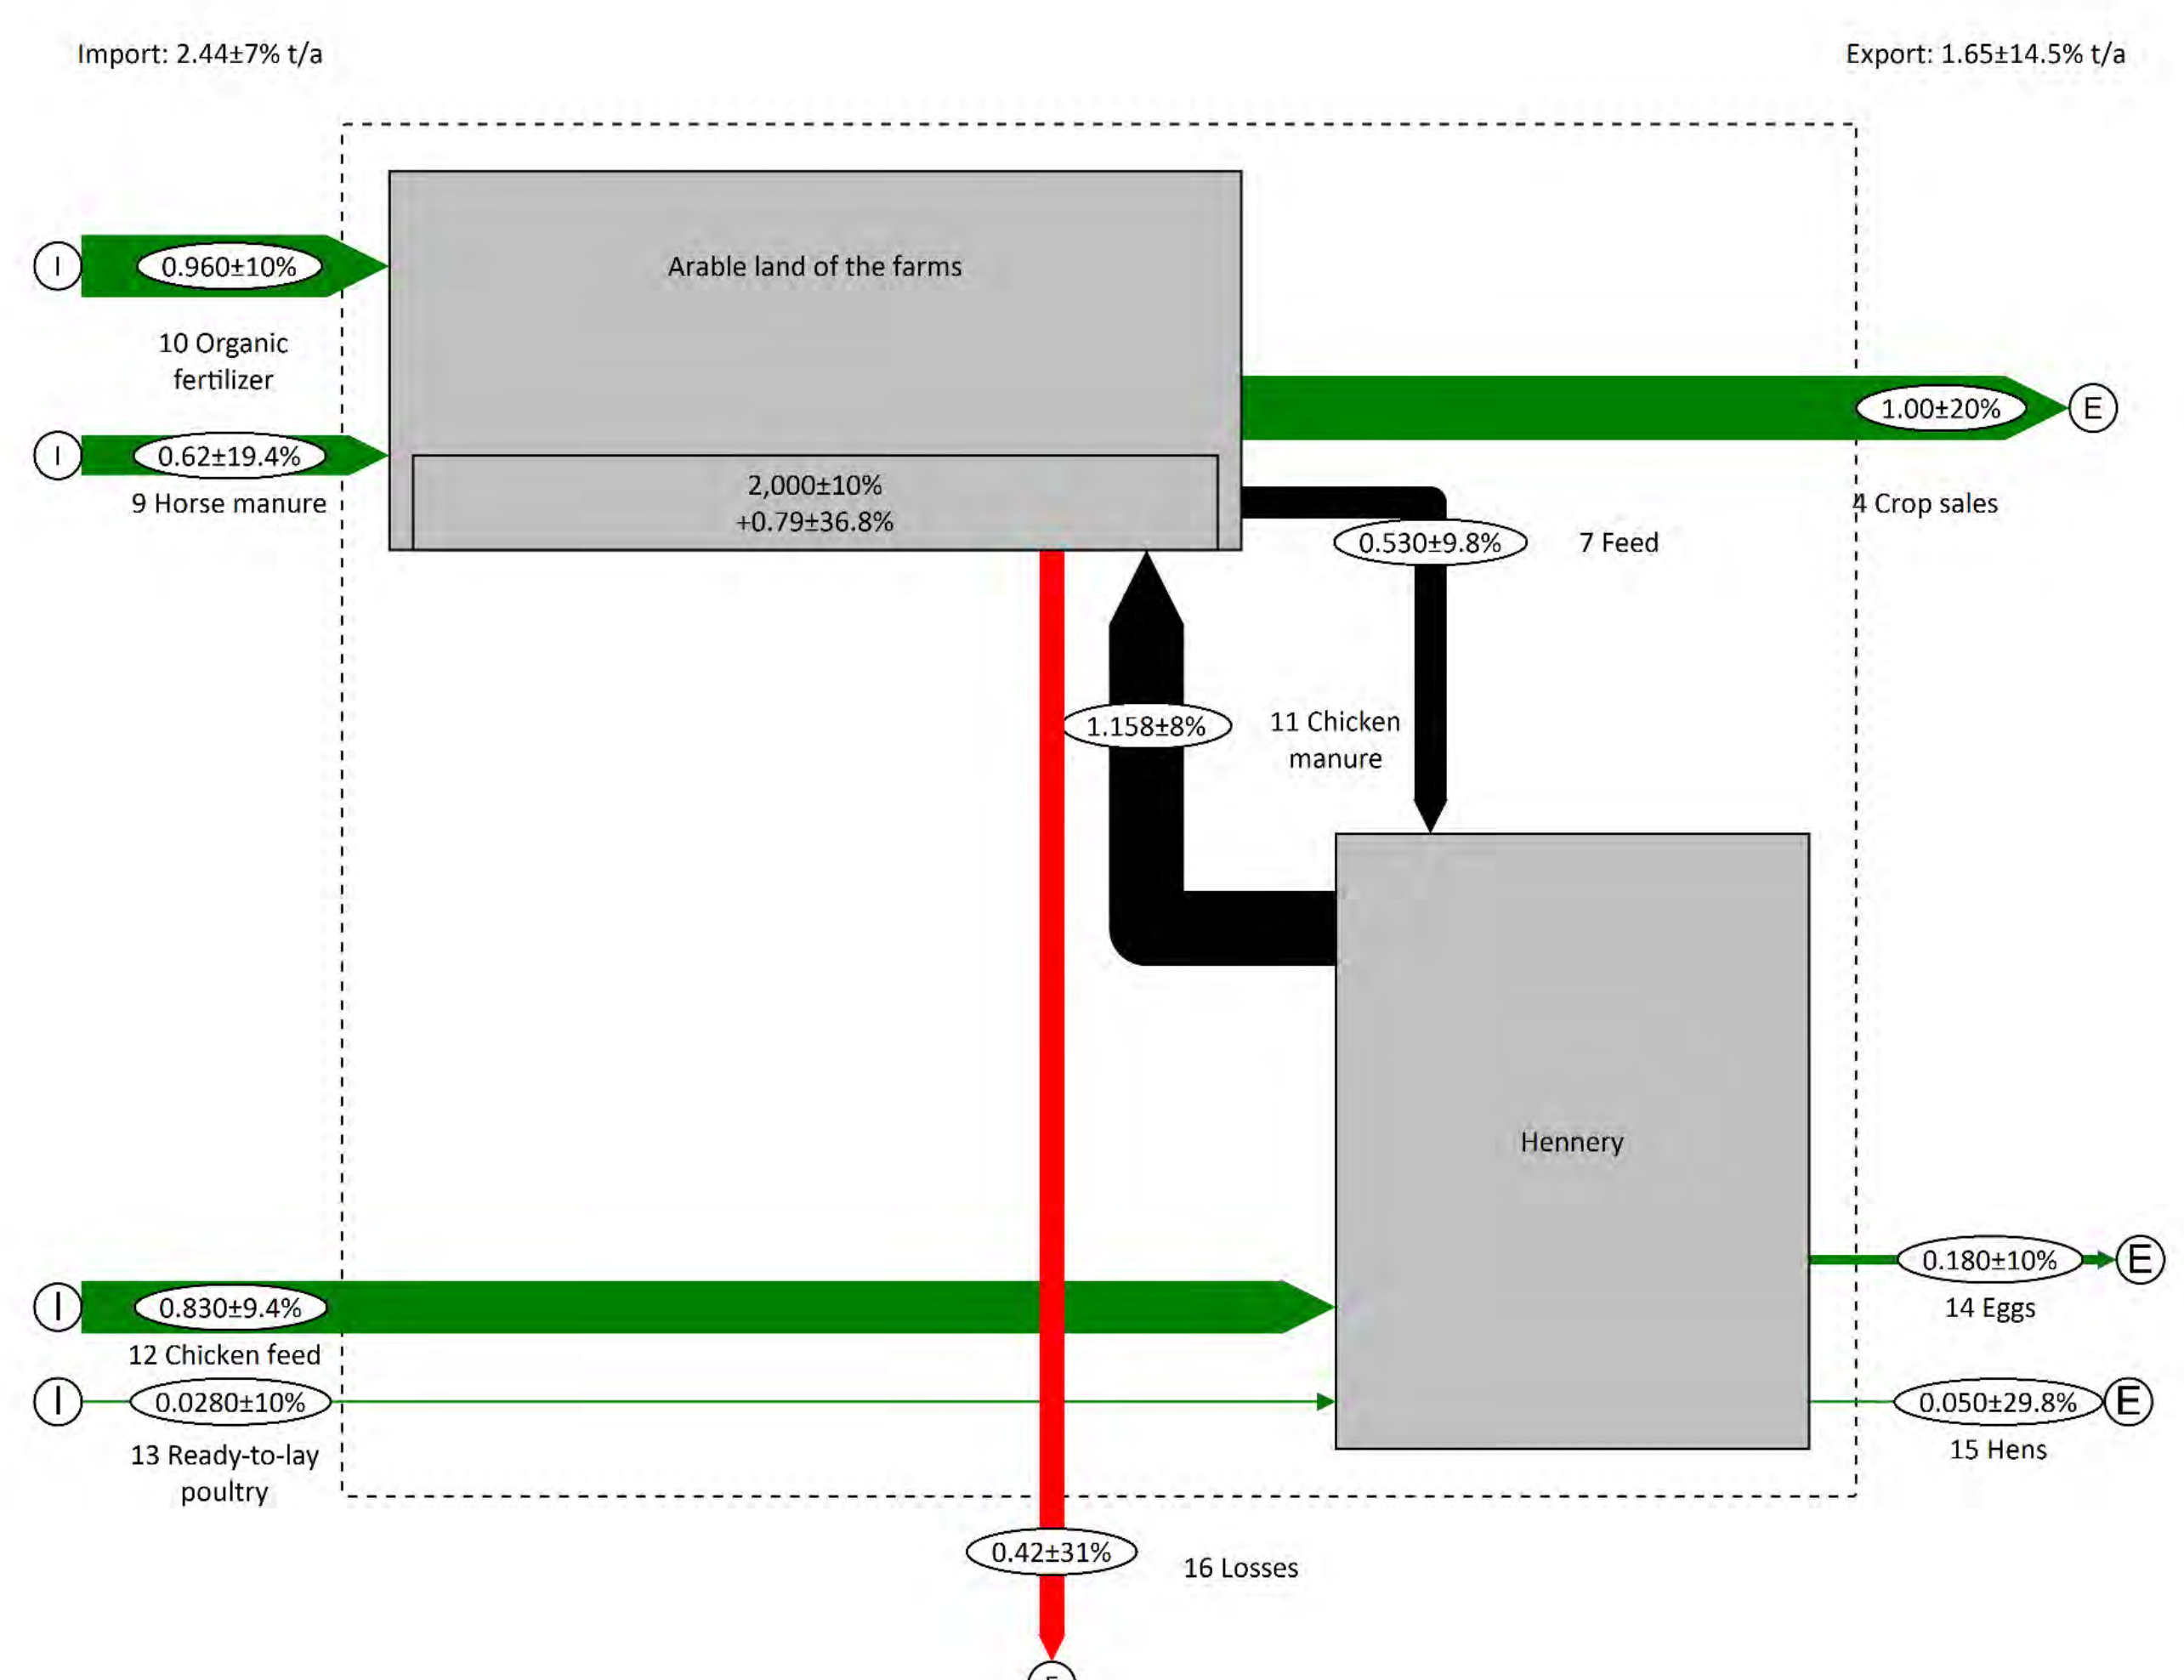 Import: 2.44±7% t/a
Export: 1.65±14.5% t/a
I
0.960±10%
Arable land of the farms
10 Organic
fertilizer
1.00±20%
E
I
0.62±19.4%
9 Horse manure
2,000±10%
+0.79±36.8%
4 Crop sales
0.530±9.8%
7 Feed
1.158±8%
11 Chicken
manure
Hennery
0.180±10%
E
14 Eggs
I
0.830±9.4%
12 Chicken feed
I
0.0280±10%
13 Ready-to-lay
poultry
0.050±29.8%
E
15 Hens
0.42±31%
16 Losses